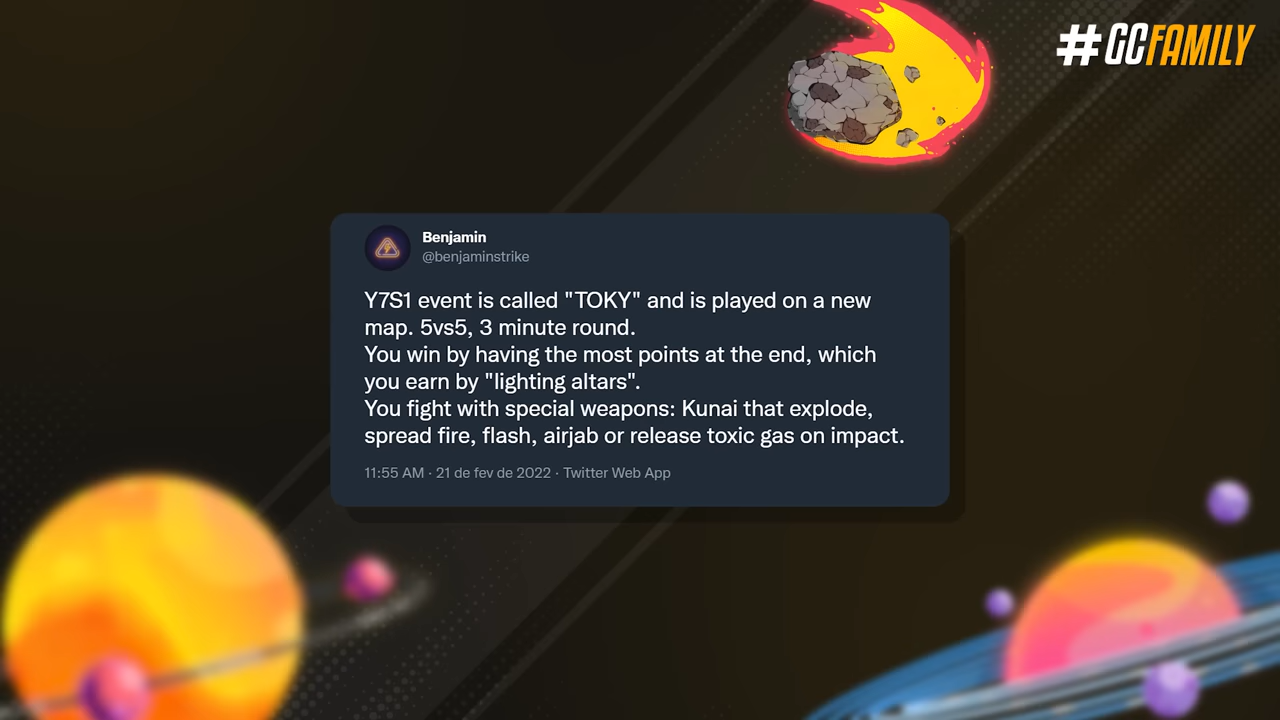 #GCFAMILY
Benjamin
@benjaminstrike
Y7S1 event is called "TOKY" and is played on a new
map. 5vs5, 3 minute round.
You win by having the most points at the end, which
you earn by "lighting altars".
You fight with special weapons: Kunai that explode,
spread fire, flash, airjab or release toxic gas on impact.
11:55 AM · 21 de fev de 2022 · Twitter Web App